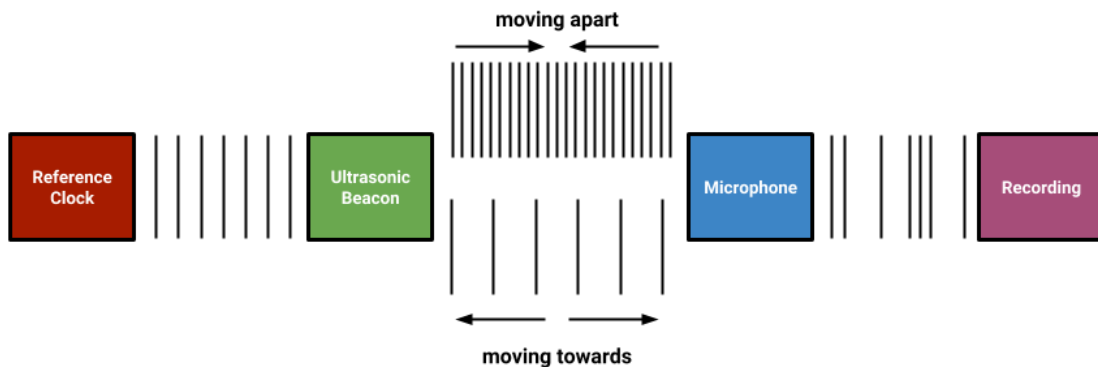 moving apart
Reference
Clock
Ultrasonic
Beacon
Microphone
Recording
moving towards